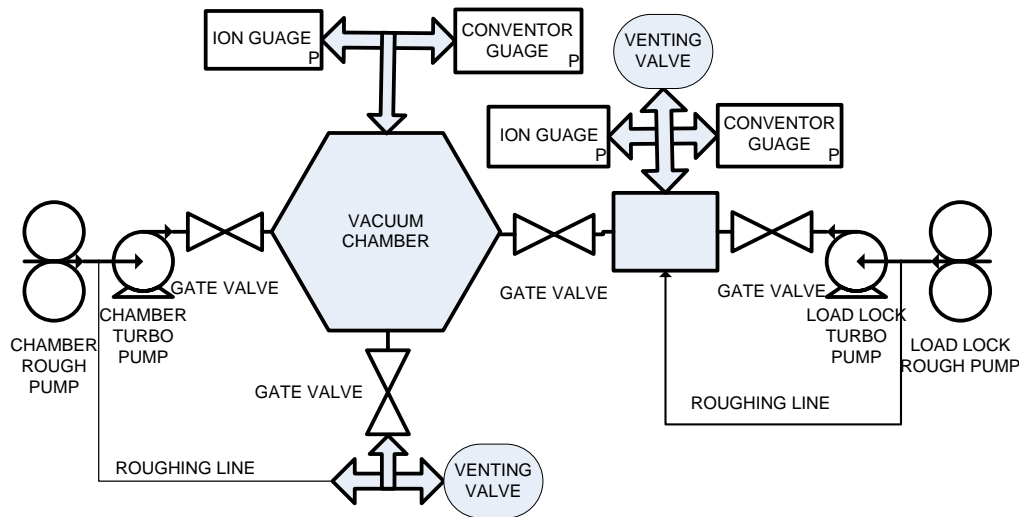 ION GUAGE
P
CONVENTOR
GUAGE
P
VENTING
VALVE
ION GUAGE
P
CONVENTOR
GUAGE
P
VACUUM
CHAMBER
GATE VALVE
GATE VALVE
GATE VALVE
CHAMBER
TURBO
PUMP
CHAMBER
ROUGH
PUMP
LOAD LOCK
TURBO
PUMP
LOAD LOCK
ROUGH PUMP
GATE VALVE
ROUGHING LINE
ROUGHING LINE
VENTING
VALVE